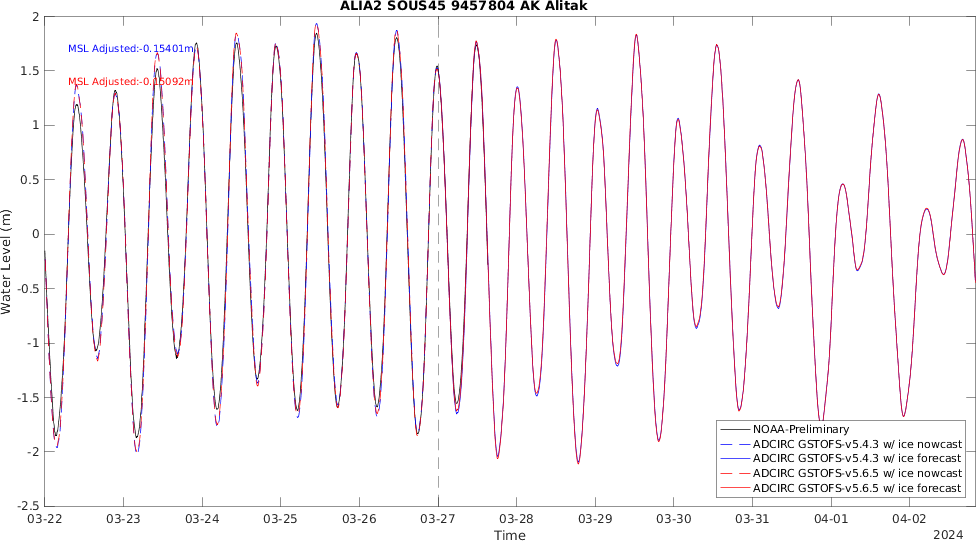 ALIA2 SOUS45 9457804 AK Alitak
MSL Adjusted:-0.15401m
MSL Adjusted:-0.15092m
Water Level (m)
2
1.5
1
0.5
0
-0.5
-1
-1.5
-2
-2.5
NOAA-Preliminary
ADCIRC GSTOFS-v5.4.3 w/ ice nowcast
ADCIRC GSTOFS-v5.4.3 w/ ice forecast
ADCIRC GSTOFS-v5.6.5 w/ ice nowcast
ADCIRC GSTOFS-v5.6.5 w/ ice forecast
03-22 03-23 03-24 03-25 03-26 03-27 03-28 03-29 03-30 03-31 04-01 04-02
Time
2024